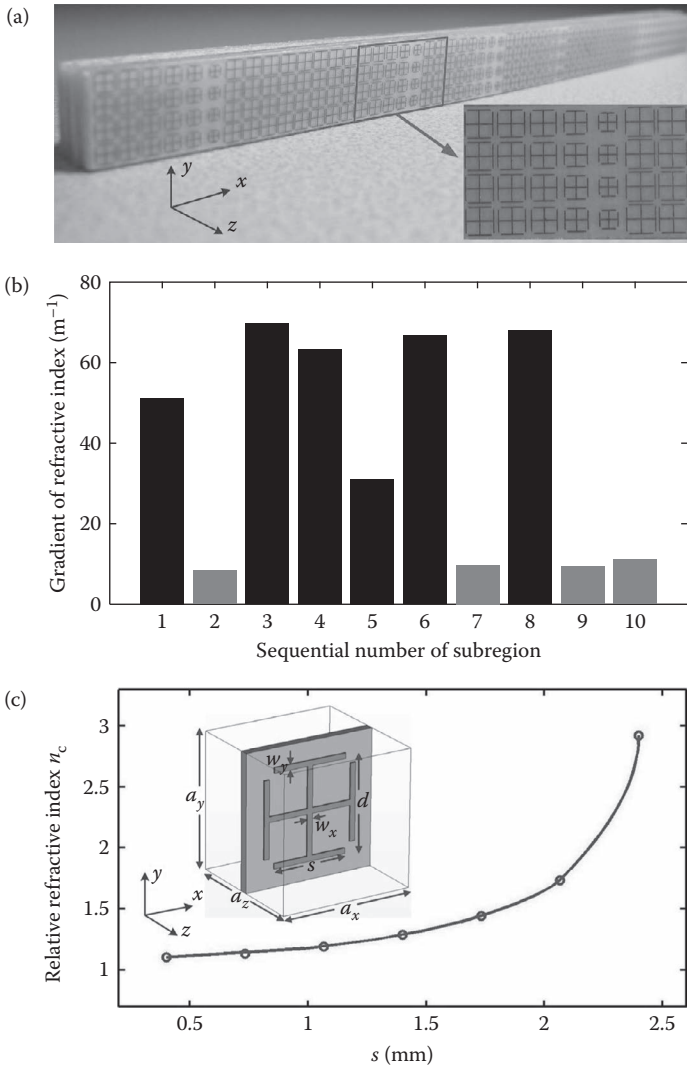 (a)
y
x
z
(b)
Gradient of refractive index (m⁻¹)
80
60
40
20
0
1 2 3 4 5 6 7 8 9 10
Sequential number of subregion
(c)
Relative refractive index n_c
3
2.5
2
1.5
1
w_y
a_y
d
w_x
s
y
x
z
a_z
a_x
0.5 1 1.5 2 2.5
s (mm)